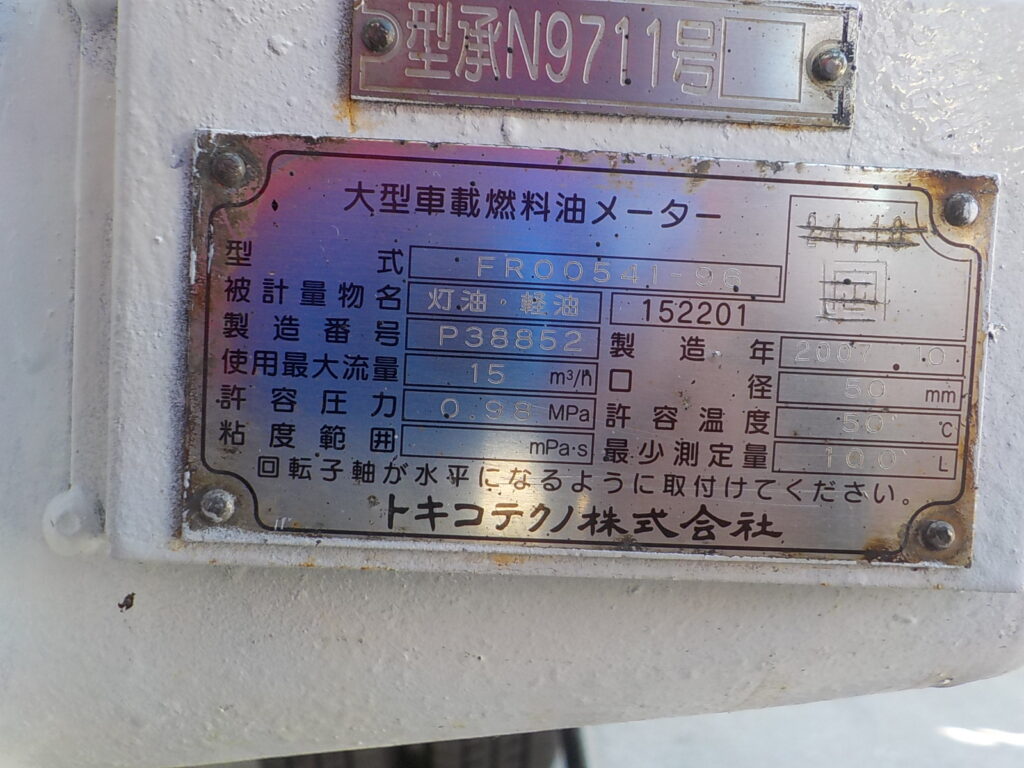 型承N9711号
大型車載燃料油メーター
24.10
回
型式 FR00541-96
被計量物名 灯油・軽油 152201
製造番号 P38852 製造年 2007.10
使用最大流量 15 m³/h 口径 50 mm
許容圧力 0.98 MPa 許容温度 50 ℃
粘度範囲 mPa·s 最少測定量 100 L
回転子軸が水平になるように取付けてください。
トキコテクノ株式会社